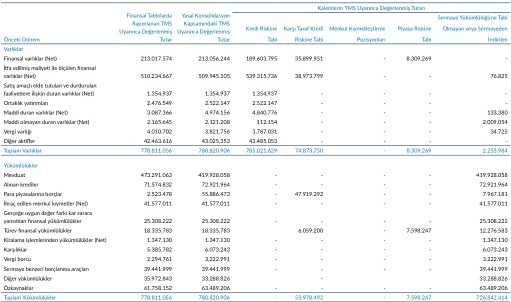 Kalemlerin TMS Uyarınca Değerlenmiş Tutarı
Önceki Dönem | Finansal Tablolarda Raporlanan TMS Uyarınca Değerlenmiş Tutar | Yasal Konsolidasyon Kapsamındaki TMS Uyarınca Değerlenmiş Tutar | Kredi Riskine Tabi | Karşı Taraf Kredi Riskine Tabi | Menkul Kıymetleştirme Pozisyonları | Piyasa Riskine Tabi | Sermaye Yükümlülüğüne Tabi Olmayan veya Sermayeden İndirilen
Varlıklar
Finansal varlıklar (Net) 213.017.574 213.056.244 189.603.795 35.899.951 - 8.309.269 -
İtfa edilmiş maliyeti ile ölçülen finansal
varlıklar (Net) 510.234.667 509.945.105 539.315.736 38.973.799 - - 76.825
Satış amaçlı elde tutulan ve durdurulan
faaliyetlere ilişkin duran varlıklar (Net) 1.354.937 1.354.937 1.354.937 - - - -
Ortaklık yatırımları 2.476.549 2.522.147 2.522.147 - - - -
Maddi duran varlıklar (Net) 3.087.366 4.974.156 4.840.776 - - - 133.380
Maddi olmayan duran varlıklar (Net) 2.165.645 2.121.208 112.154 - - - 2.009.054
Vergi varlığı 4.010.702 3.821.756 3.787.031 - - - 34.725
Diğer aktifler 42.463.616 43.025.353 43.485.053 - - - -
Toplam Varlıklar 778.811.056 780.820.906 785.021.629 74.873.750 - 8.309.269 2.253.984
Yükümlülükler
Mevduat 473.291.063 419.928.058 - - - - 419.928.058
Alınan krediler 71.574.832 72.921.964 - - - - 72.921.964
Para piyasalarına borçlar 2.523.478 55.886.473 - 47.919.292 - - 7.967.181
İhraç edilen menkul kıymetler (Net) 41.577.011 41.577.011 - - - - 41.577.011
Gerçeğe uygun değer farkı kar zarara
yansıtılan finansal yükümlülükler 25.308.222 25.308.222 - - - - 25.308.222
Türev finansal yükümlülükler 18.335.783 18.335.783 - 6.059.200 - 7.598.247 12.276.583
Kiralama işlemlerinden yükümlülükler (Net) 1.347.130 1.347.130 - - - - 1.347.130
Karşılıklar 5.385.782 6.073.243 - - - - 6.073.243
Vergi borcu 2.294.761 3.222.991 - - - - 3.222.991
Sermaye benzeri borçlanma araçları 39.441.999 39.441.999 - - - - 39.441.999
Diğer yükümlülükler 35.972.843 33.288.826 - - - - 33.288.826
Özkaynaklar 61.758.152 63.489.206 - - - - 63.489.206
Toplam Yükümlülükler 778.811.056 780.820.906 - 53.978.492 - 7.598.247 726.842.414